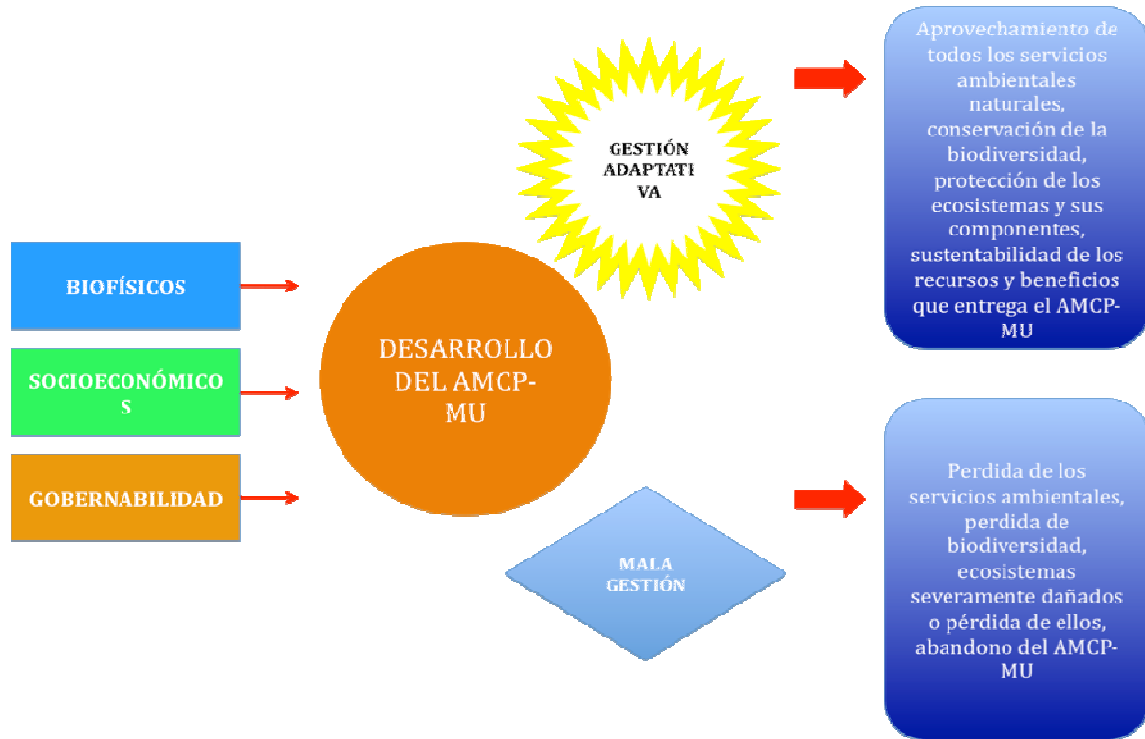 BIOFÍSICOS
SOCIOECONÓMICO
S
GOBERNABILIDAD
DESARROLLO
DEL AMCP-
MU
GESTIÓN
ADAPTATI
VA
MALA
GESTIÓN
Aprovechamiento de
todos los servicios
ambientales
naturales,
conservación de la
biodiversidad,
protección de los
ecosistemas y sus
componentes,
sustentabilidad de los
recursos y beneficios
que entrega el AMCP-
MU
Perdida de los
servicios ambientales,
perdida de
biodiversidad,
ecosistemas
severamente dañados
o pérdida de ellos,
abandono del AMCP-
MU